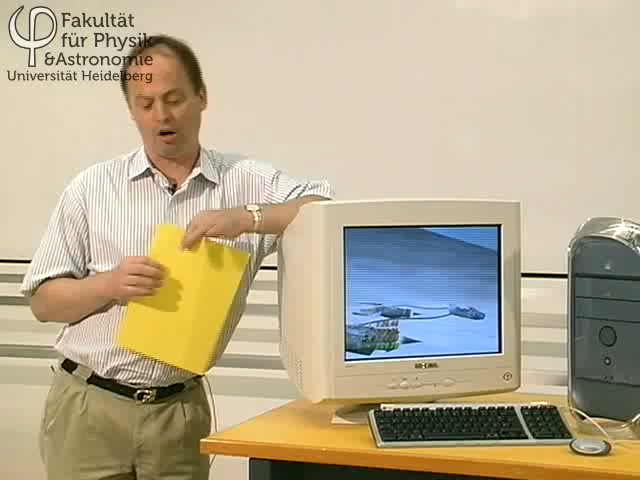 Fakultät
für Physik
&Astronomie
Universität Heidelberg